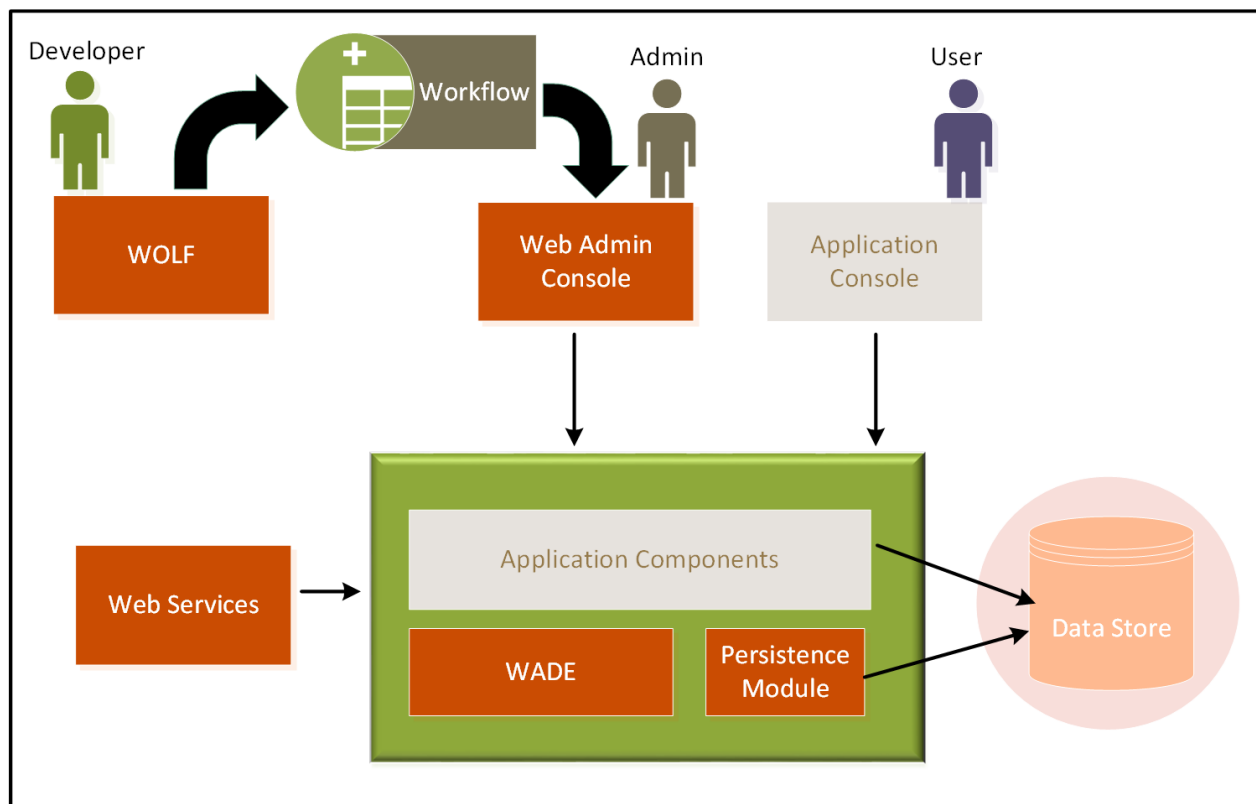 Developer
Workflow
Admin
User
WOLF
Web Admin
Console
Application
Console
Application Components
Web Services
WADE
Persistence
Module
Data Store